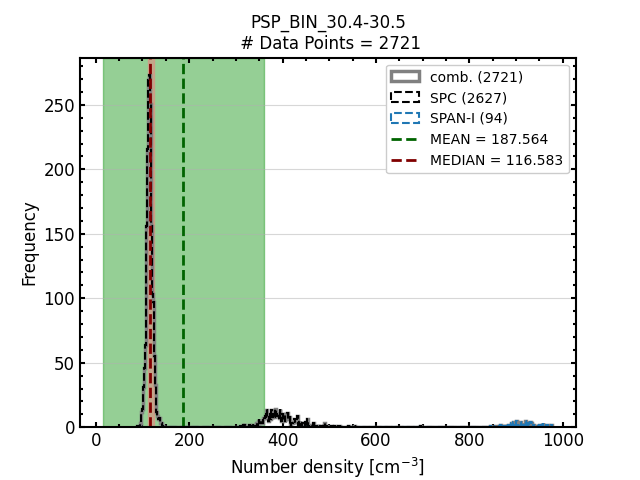 PSP_BIN_30.4-30.5
# Data Points = 2721
comb. (2721)
SPC (2627)
SPAN-I (94)
MEAN = 187.564
MEDIAN = 116.583
Frequency
250
200
150
100
50
0
0 200 400 600 800 1000
Number density [cm⁻³]